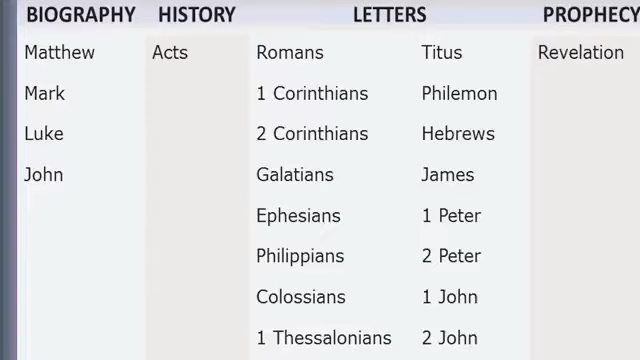 BIOGRAPHY HISTORY LETTERS PROPHECY
Matthew Acts Romans Titus Revelation
Mark 1 Corinthians Philemon
Luke 2 Corinthians Hebrews
John Galatians James
Ephesians 1 Peter
Philippians 2 Peter
Colossians 1 John
1 Thessalonians 2 John